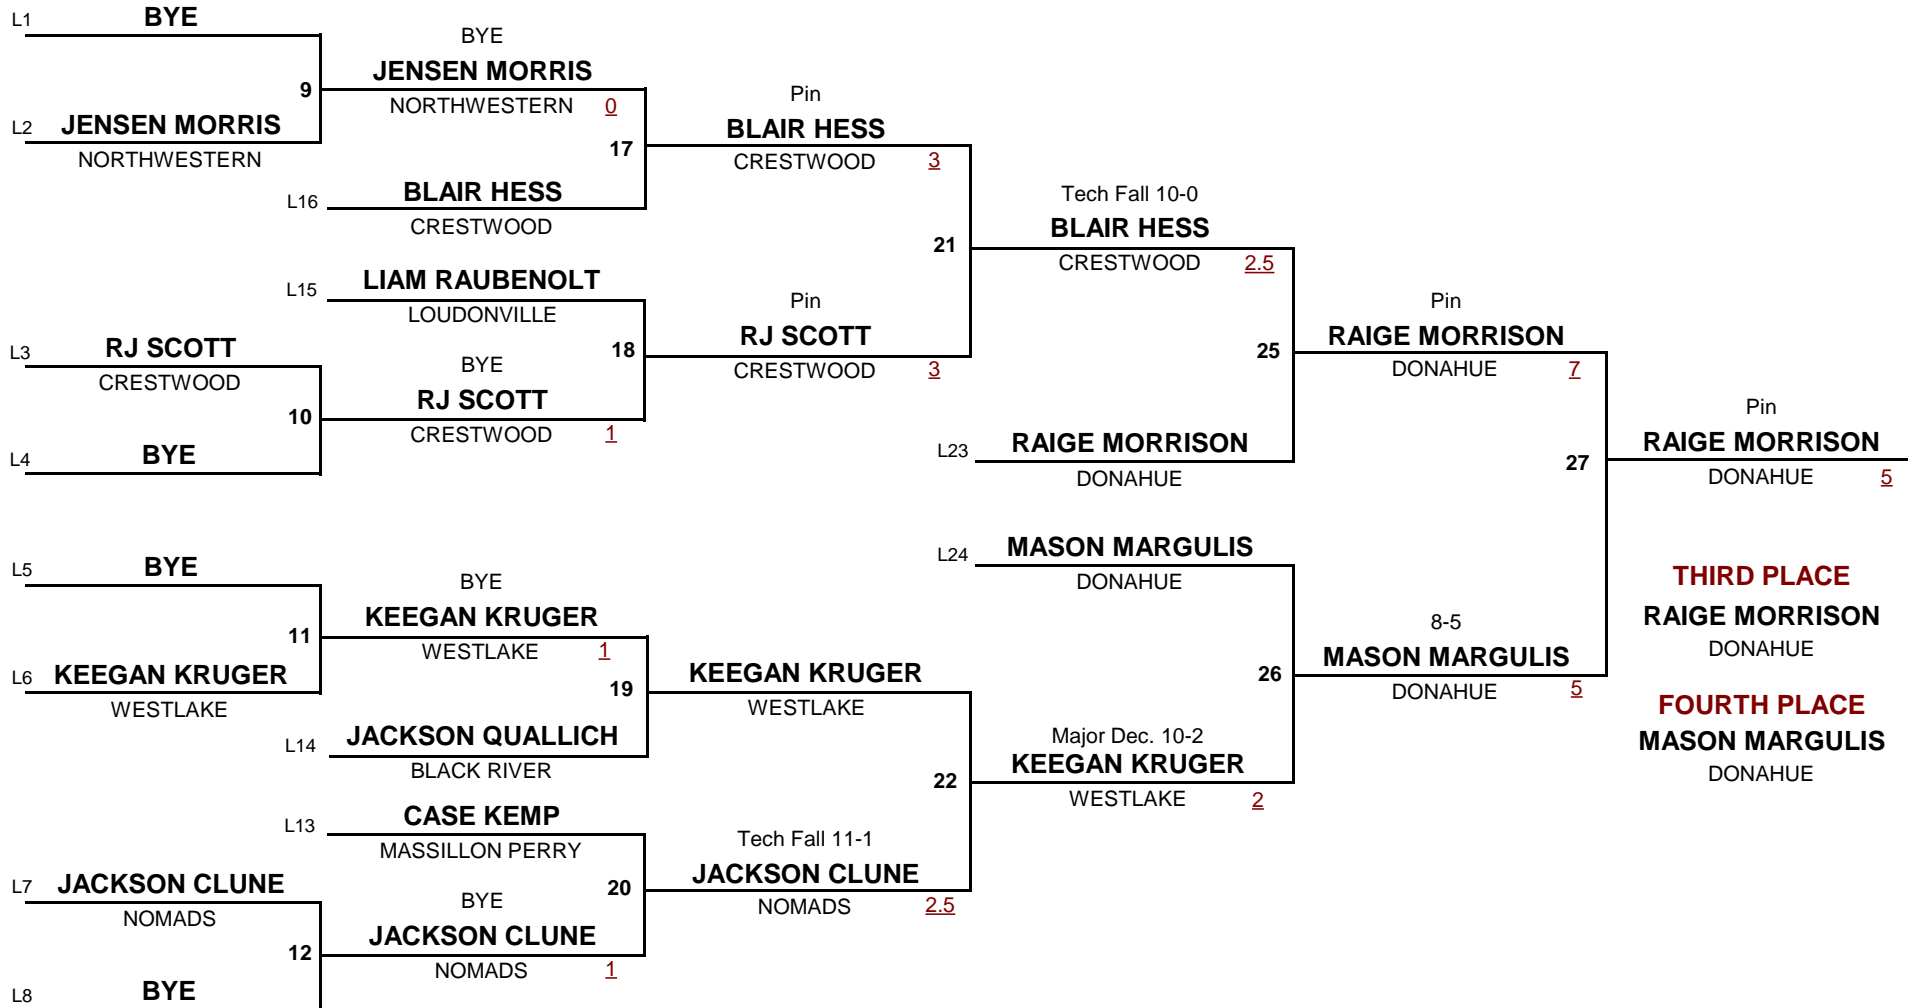 L1 BYE
BYE
JENSEN MORRIS
9
NORTHWESTERN 0
L2 JENSEN MORRIS
NORTHWESTERN
Pin
BLAIR HESS
17
CRESTWOOD 3
L16 BLAIR HESS
CRESTWOOD
Tech Fall 10-0
BLAIR HESS
21
CRESTWOOD 2.5
L15 LIAM RAUBENOLT
LOUDONVILLE
Pin
RJ SCOTT
18
CRESTWOOD 3
L3 RJ SCOTT
CRESTWOOD
BYE
RJ SCOTT
10
CRESTWOOD 1
L4 BYE
Pin
RAIGE MORRISON
25
DONAHUE 7
L23 RAIGE MORRISON
DONAHUE
Pin
RAIGE MORRISON
27
DONAHUE 5
L5 BYE
BYE
KEEGAN KRUGER
11
WESTLAKE 1
L6 KEEGAN KRUGER
WESTLAKE
KEEGAN KRUGER
19
WESTLAKE
L14 JACKSON QUALLICH
BLACK RIVER
L24 MASON MARGULIS
DONAHUE
8-5
MASON MARGULIS
26
DONAHUE 5
Major Dec. 10-2
KEEGAN KRUGER
22
WESTLAKE 2
L13 CASE KEMP
MASSILLON PERRY
Tech Fall 11-1
JACKSON CLUNE
20
NOMADS 2.5
L7 JACKSON CLUNE
NOMADS
BYE
JACKSON CLUNE
12
NOMADS 1
L8 BYE
THIRD PLACE
RAIGE MORRISON
DONAHUE
FOURTH PLACE
MASON MARGULIS
DONAHUE